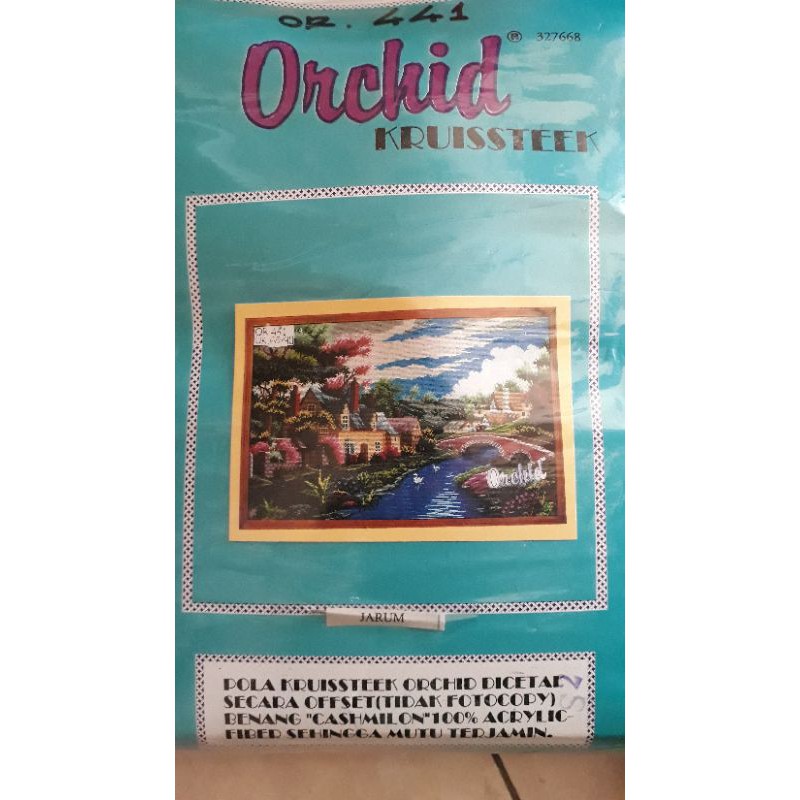 OR. 441
Orchid ® 327668
KRUISSTEEK
Orchid
JARUM
POLA KRUISSTEEK ORCHID DICETAK
SECARA OFFSET(TIDAK FOTOCOPY)
BENANG "CASHMILON"100% ACRYLIC-
FIBER SEHINGGA MUTU TERJAMIN.